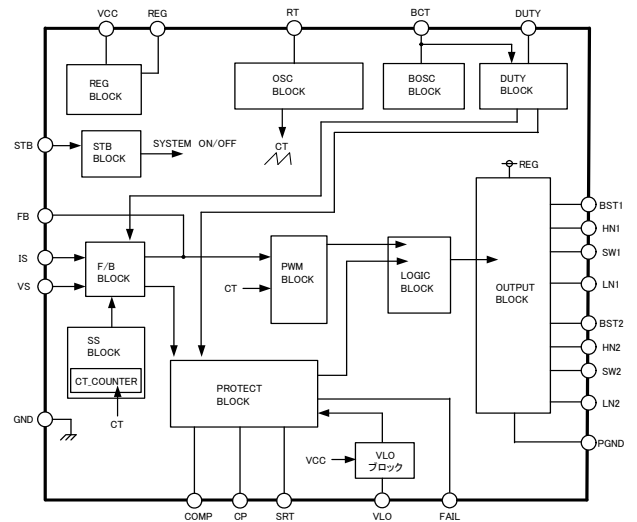 VCC
REG
RT
BCT
DUTY
REG
BLOCK
OSC
BLOCK
BOSC
BLOCK
DUTY
BLOCK
STB
STB
BLOCK
SYSTEM ON/OFF
CT
REG
FB
IS
VS
F/B
BLOCK
PWM
BLOCK
CT
LOGIC
BLOCK
OUTPUT
BLOCK
BST1
HN1
SW1
LN1
BST2
HN2
SW2
LN2
PGND
SS
BLOCK
CT_COUNTER
CT
GND
PROTECT
BLOCK
VCC
VLO
ブロック
COMP
CP
SRT
VLO
FAIL